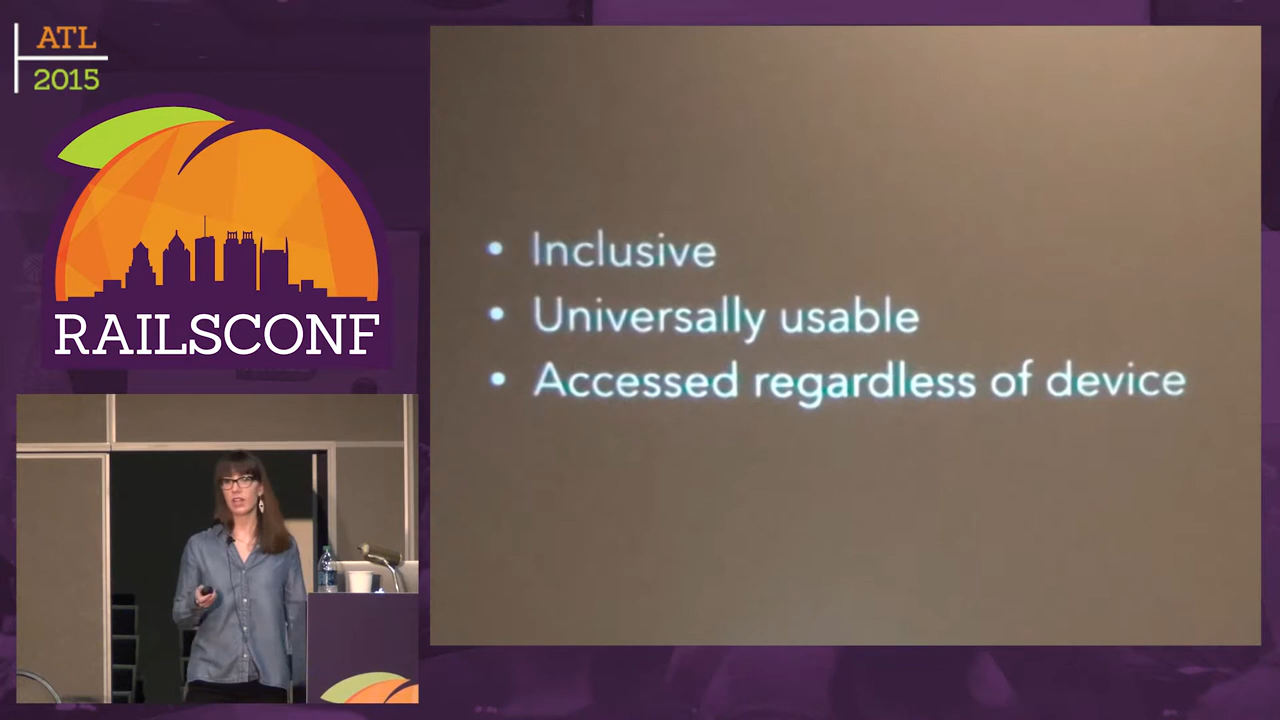 ATL
2015
RAILSCONF
• Inclusive
• Universally usable
• Accessed regardless of device